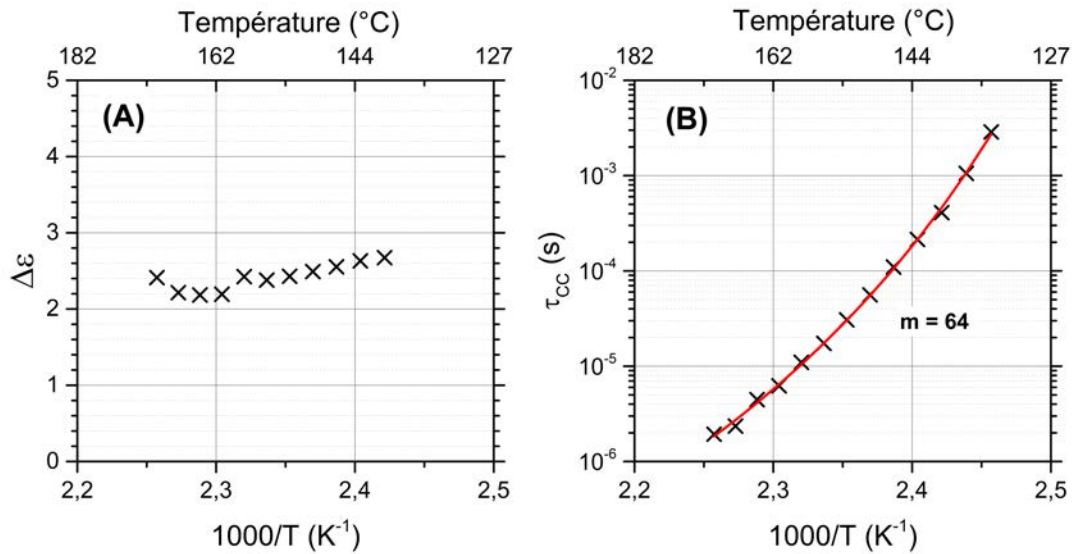 Température (°C)
182 162 144 127
(A)
5
4
3
2
1
0
Δε
2,2 2,3 2,4 2,5
1000/T (K⁻¹)
Température (°C)
182 162 144 127
(B)
10⁻²
10⁻³
10⁻⁴
10⁻⁵
10⁻⁶
τCC (s)
m = 64
2,2 2,3 2,4 2,5
1000/T (K⁻¹)